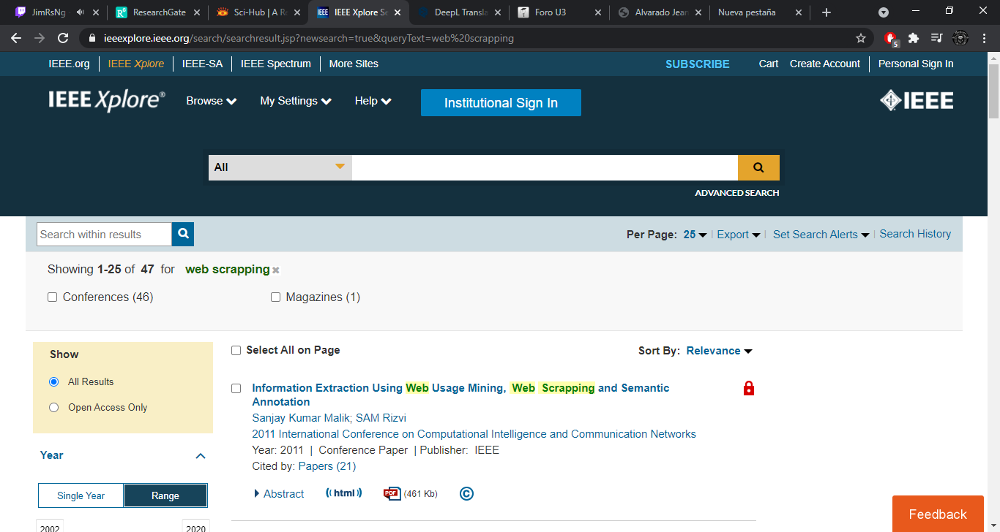 JimRsNg
ResearchGate
Sci-Hub | A Re
IEEE Xplore Se
DeepL Transla
Foro U3
Alvarado Jean
Nueva pestaña
ieeexplore.ieee.org/search/searchresult.jsp?newsearch=true&queryText=web%20scrapping
5
IEEE.org
IEEE Xplore
IEEE-SA
IEEE Spectrum
More Sites
SUBSCRIBE
Cart
Create Account
Personal Sign In
IEEE Xplore®
Browse
My Settings
Help
Institutional Sign In
IEEE
All
ADVANCED SEARCH
Search within results
Per Page: 25
Export
Set Search Alerts
Search History
Showing 1-25 of 47 for web scrapping
Conferences (46)
Magazines (1)
Show
All Results
Open Access Only
Year
Single Year
Range
2002
2020
Select All on Page
Sort By: Relevance
Information Extraction Using Web Usage Mining, Web Scrapping and Semantic
Annotation
Sanjay Kumar Malik; SAM Rizvi
2011 International Conference on Computational Intelligence and Communication Networks
Year: 2011 | Conference Paper | Publisher: IEEE
Cited by: Papers (21)
Abstract
((html))
PDF (461 Kb)
©
Feedback